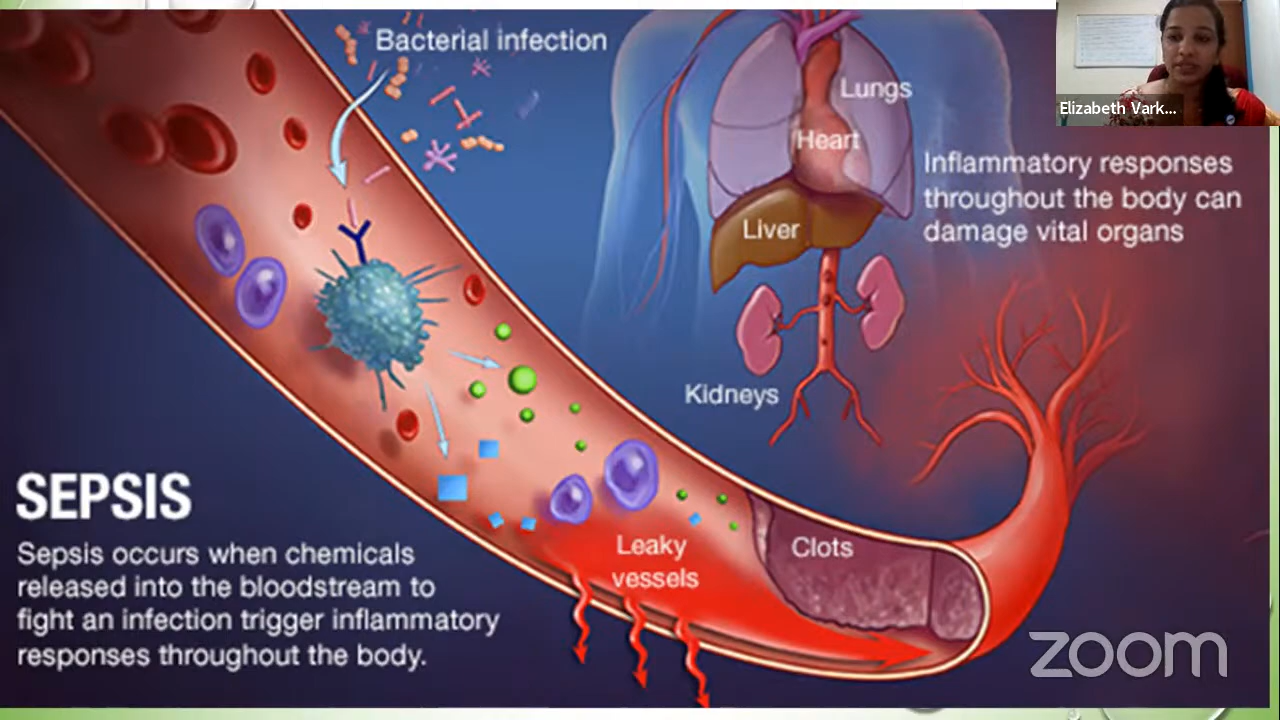 Bacterial infection
Lungs
Heart
Elizabeth Vark...
Inflammatory responses
throughout the body can
damage vital organs
Liver
Kidneys
SEPSIS
Sepsis occurs when chemicals
released into the bloodstream to
fight an infection trigger inflammatory
responses throughout the body.
Leaky
vessels
Clots
zoom